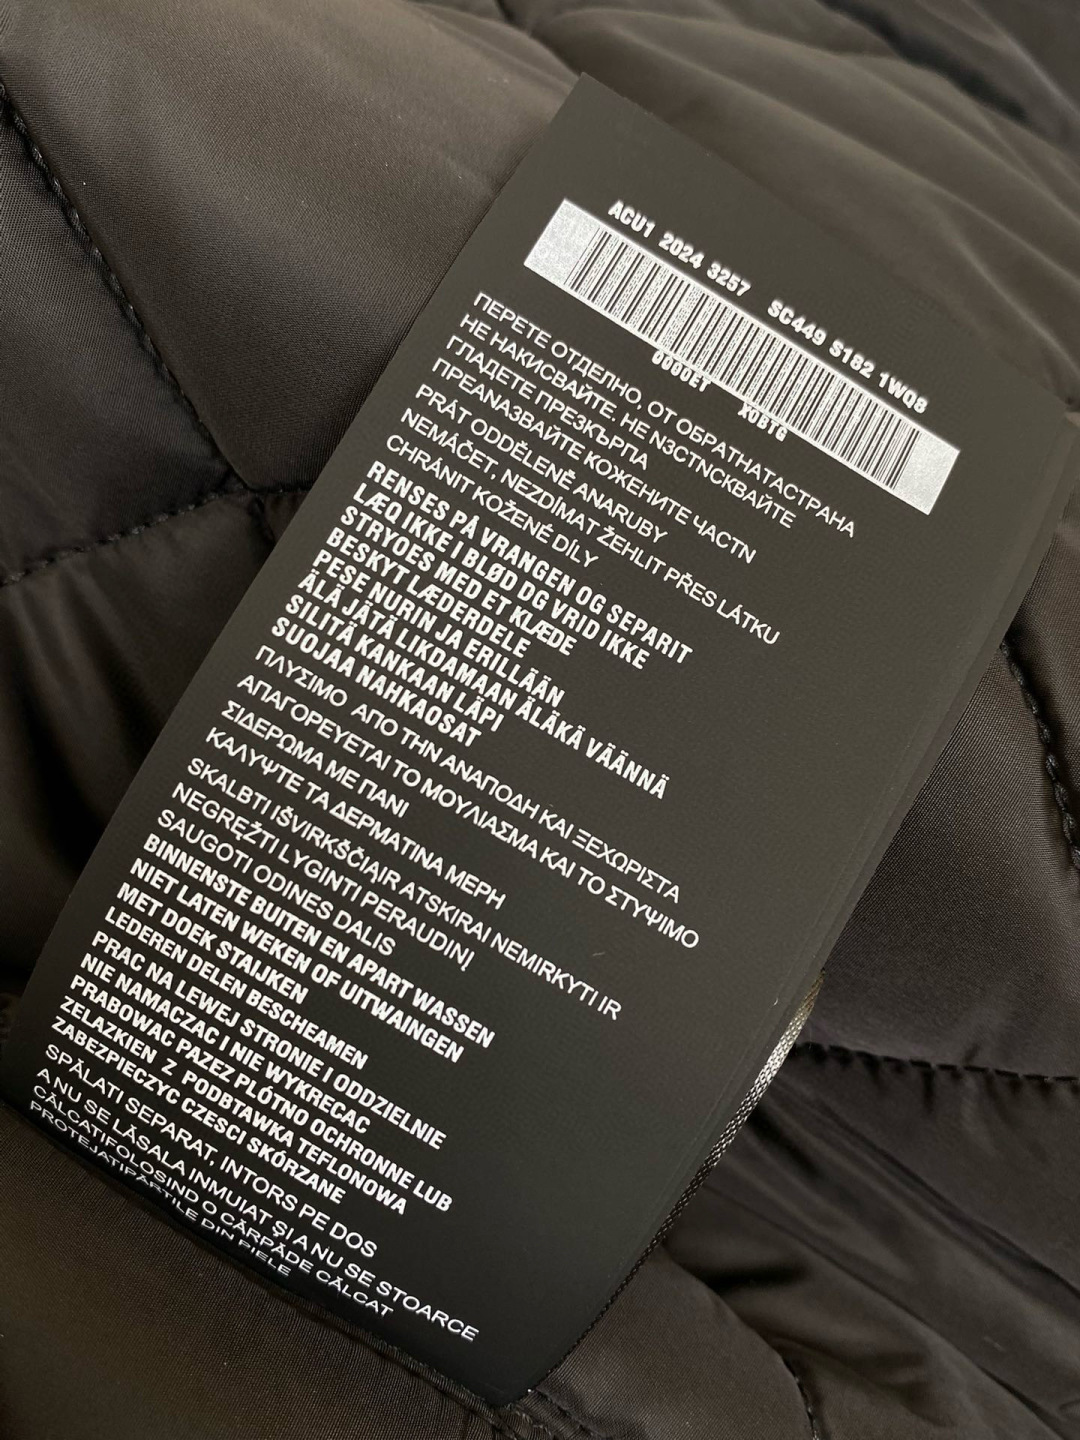 ACU1 2024 3257 SC449 S182 1W08
0000ET X0BTG
ПЕРЕТЕ ОТДЕЛНО, ОТ ОБРАТНАТАСТРАНА
НЕ НАКИСВАЙТЕ. НЕ NЗСТNСКВАЙТЕ
ГЛАДЕТЕ ПРЕЗКЪРПА
ПРЕАNАЗВАЙТЕ КОЖЕНИТЕ ЧАСТN
PRÁT ODDĚLENĚ ANARUBY
NEMÁČET, NEZDÍMAT ŽEHLIT PŘES LÁTKU
CHRÁNIT KOŽENÉ DÍLY
RENSES PÅ VRANGEN OG SEPARIT
LÆQ IKKE I BLØD DG VRID IKKE
STRYOES MED ET KLÆDE
BESKYT LÆDERDELE
PESE NURIN JA ERILLÄÄN
ÄLÄ JÄTÄ LIKDAMAAN ÄLÄKÄ VÄÄNNÄ
SILITÄ KANKAAN LÄPI
SUOJAA NAHKAOSAT
ΠΛΥΣΙΜΟ ΑΠΟ ΤΗΝ ΑΝΑΠΟΔΗ ΚΑΙ ΞΕΧΩΡΙΣΤΑ
ΑΠΑΓΟΡΕΥΕΤΑΙ ΤΟ ΜΟΥΛΙΑΣΜΑ ΚΑΙ ΤΟ ΣΤΥΨΙΜΟ
ΣΙΔΕΡΩΜΑ ΜΕ ΠΑΝΙ
ΚΑΛΥΨΤΕ ΤΑ ΔΕΡΜΑΤΙΝΑ ΜΕΡΗ
SKALBTI IŠVIRKŠČIAIR ATSKIRAI NEMIRKYTI IR
NEGRĘŽTI LYGINTI PERAUDINĮ
SAUGOTI ODINES DALIS
BINNENSTE BUITEN EN APART WASSEN
NIET LATEN WEKEN OF UITWAINGEN
MET DOEK STAIJKEN
LEDEREN DELEN BESCHEAMEN
PRAC NA LEWEJ STRONIE I ODDZIELNIE
NIE NAMACZAC I NIE WYKRECAC
PRABOWAC PAZEZ PLÓTNO OCHRONNE LUB
ZELAZKIEN Z PODBTAWKA TEFLONOWA
ZABEZPIECZYC CZESCI SKÓRZANE
SPĂLATI SEPARAT, INTORS PE DOS
A NU SE LĂSALA INMUIAT ŞI A NU SE STOARCE
CĂLCATIFOLOSIND O CÂRPĂDE CĂLCAT
PROTEJATIPĂRTILE DIN PIELE